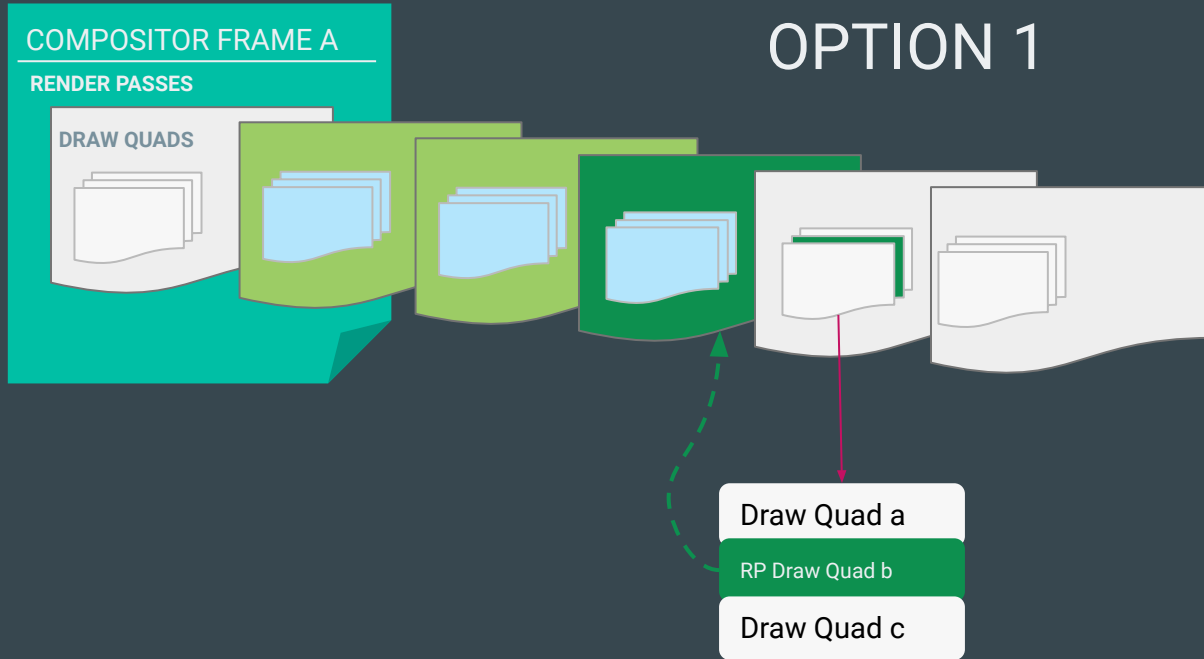 COMPOSITOR FRAME A
OPTION 1
RENDER PASSES
DRAW QUADS
Draw Quad a
RP Draw Quad b
Draw Quad c